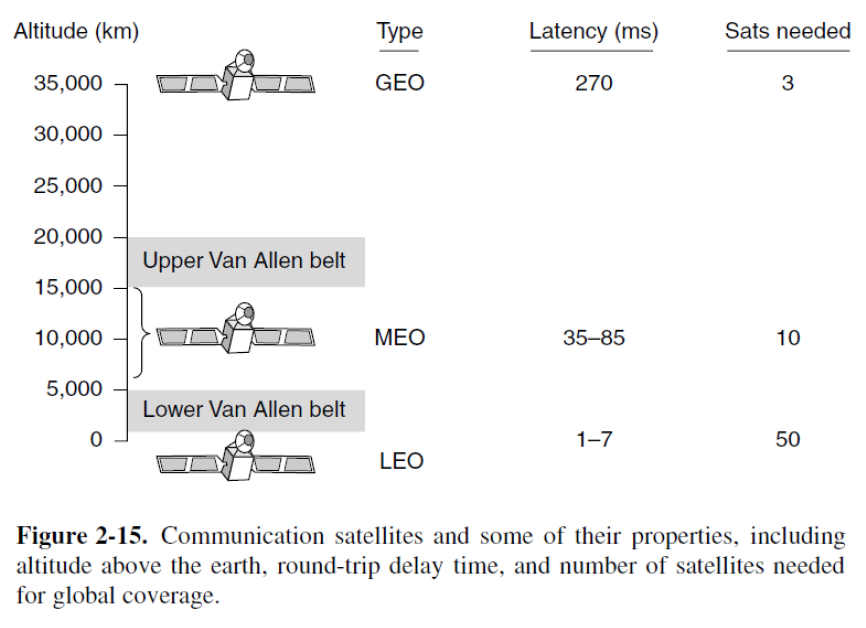 Altitude (km) Type Latency (ms) Sats needed
35,000 GEO 270 3
30,000
25,000
20,000
Upper Van Allen belt
15,000
10,000 MEO 35–85 10
5,000
Lower Van Allen belt
0 1–7 50
LEO
Figure 2-15. Communication satellites and some of their properties, including
altitude above the earth, round-trip delay time, and number of satellites needed
for global coverage.